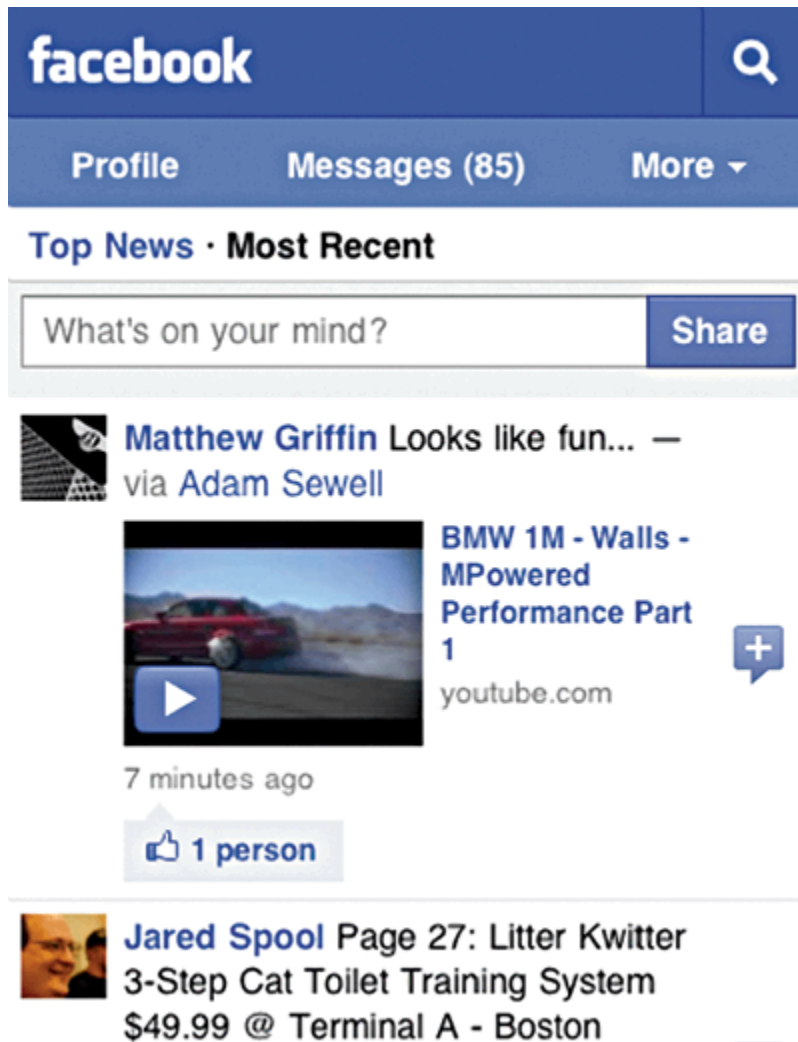 facebook
Profile Messages (85) More
Top News · Most Recent
What's on your mind? Share
Matthew Griffin Looks like fun... —
via Adam Sewell
BMW 1M - Walls -
MPowered
Performance Part
1
youtube.com
7 minutes ago
1 person
Jared Spool Page 27: Litter Kwitter
3-Step Cat Toilet Training System
$49.99 @ Terminal A - Boston